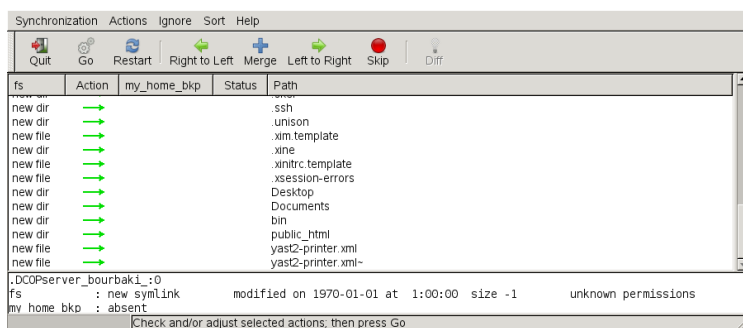 Synchronization Actions Ignore Sort Help
Quit Go Restart Right to Left Merge Left to Right Skip Diff
fs Action my_home_bkp Status Path
new dir .ssh
new dir .unison
new file .xim.template
new dir .xine
new file .xinitrc.template
new file .xsession-errors
new dir Desktop
new dir Documents
new dir bin
new dir public_html
new file yast2-printer.xml
new file yast2-printer.xml~
.DCOPserver_bourbaki_:0
fs : new symlink modified on 1970-01-01 at 1:00:00 size -1 unknown permissions
my_home_bkp : absent
Check and/or adjust selected actions; then press Go